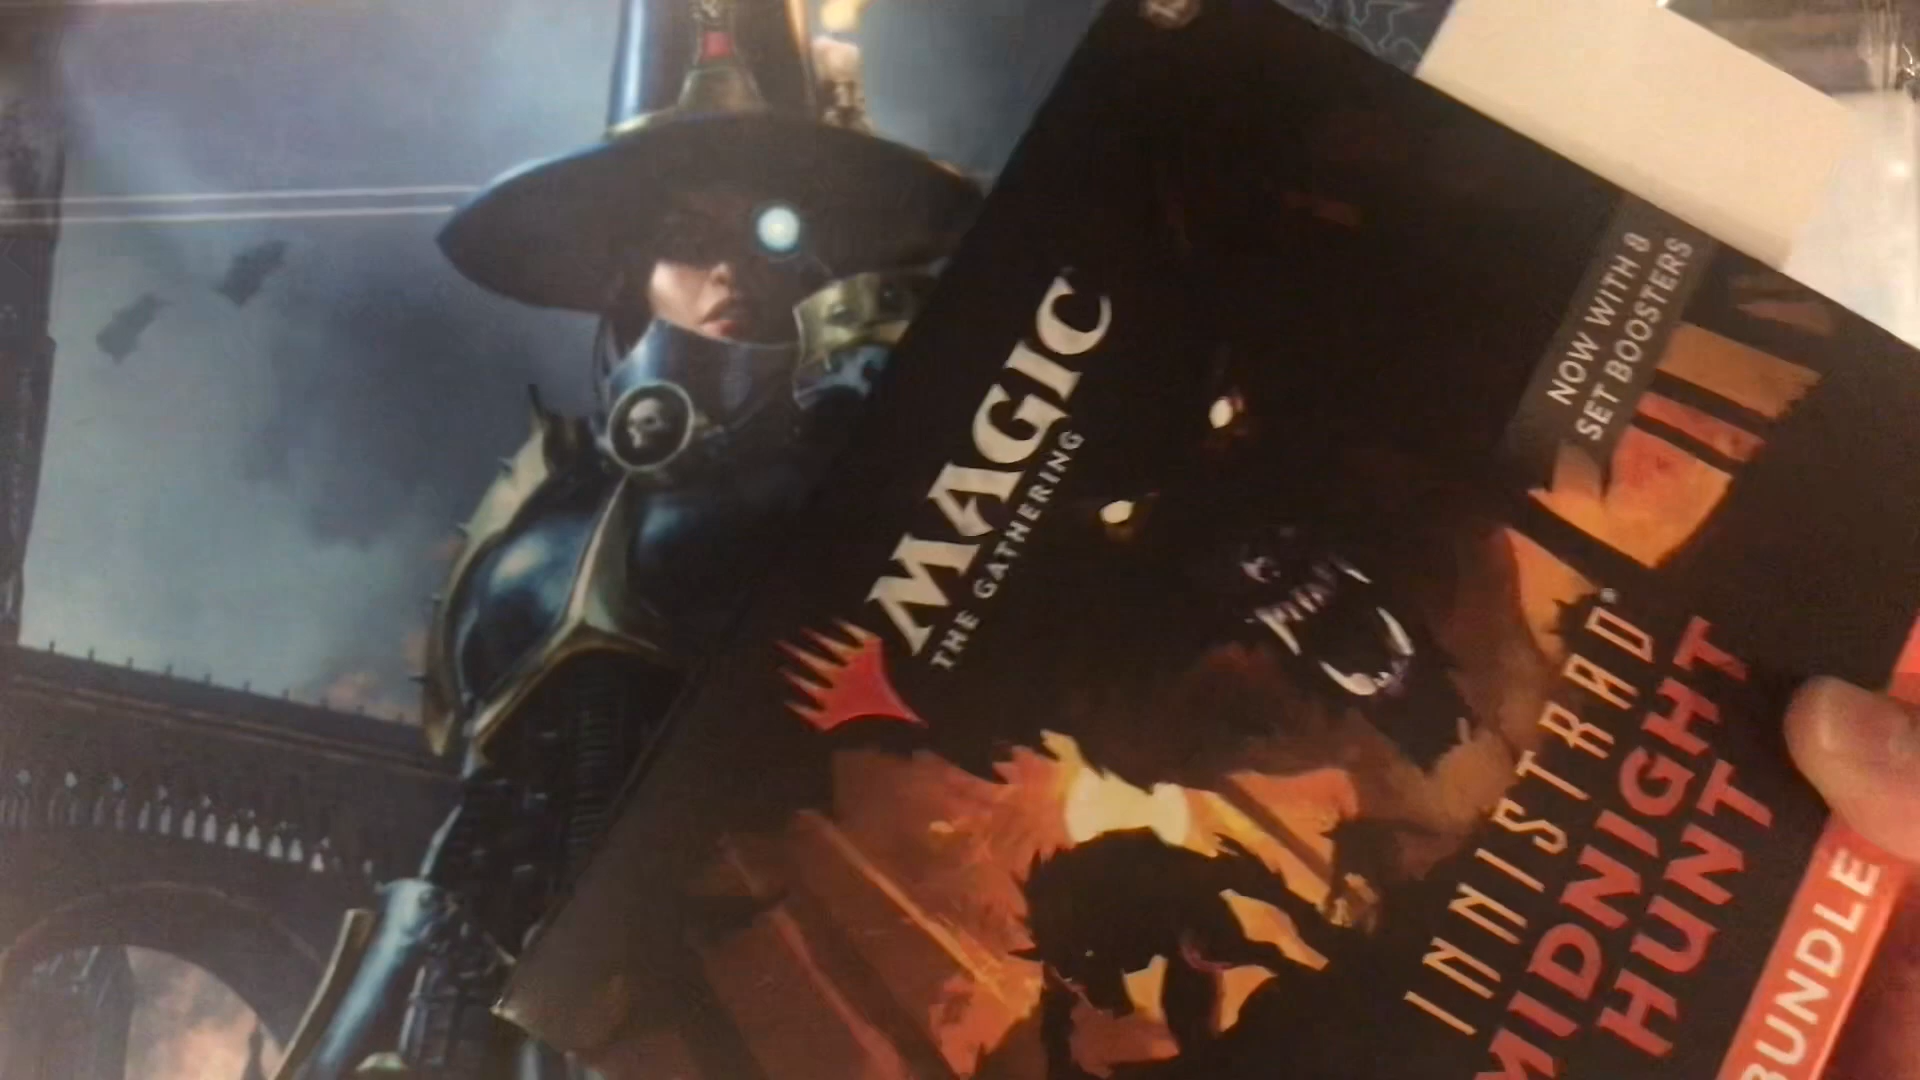 MAGIC
THE GATHERING
NOW WITH 8
SET BOOSTERS
INNISTRAD
MIDNIGHT
HUNT
BUNDLE